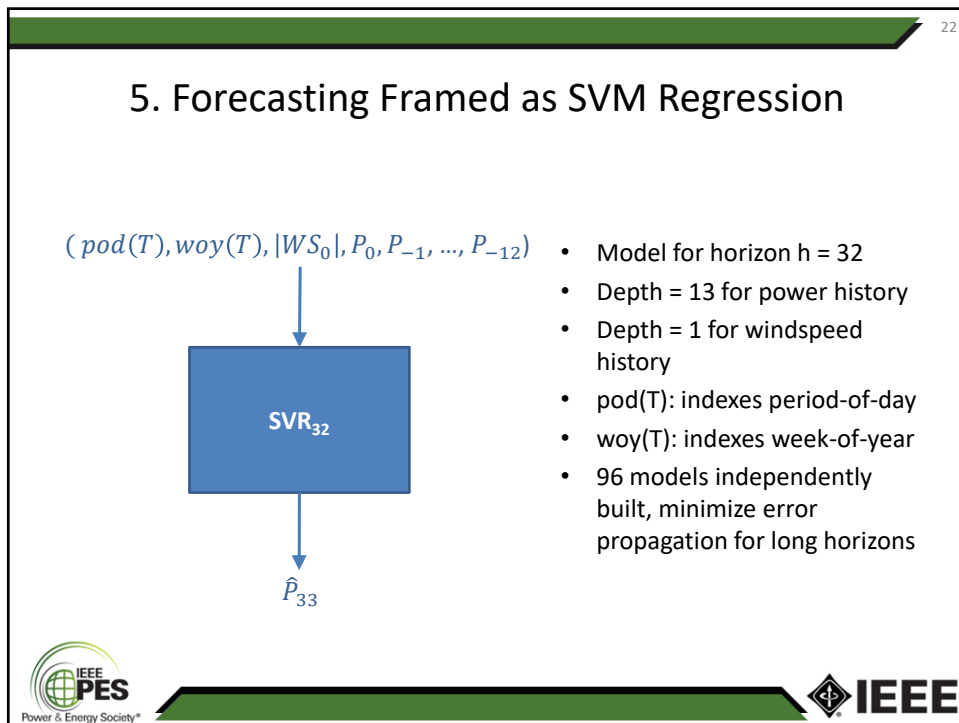 22
5. Forecasting Framed as SVM Regression
( pod(T), woy(T), |WS₀|, P₀, P₋₁, …, P₋₁₂)
SVR₃₂
P̂₃₃
• Model for horizon h = 32
• Depth = 13 for power history
• Depth = 1 for windspeed
history
• pod(T): indexes period-of-day
• woy(T): indexes week-of-year
• 96 models independently
built, minimize error
propagation for long horizons
IEEE
PES
Power & Energy Society®
IEEE